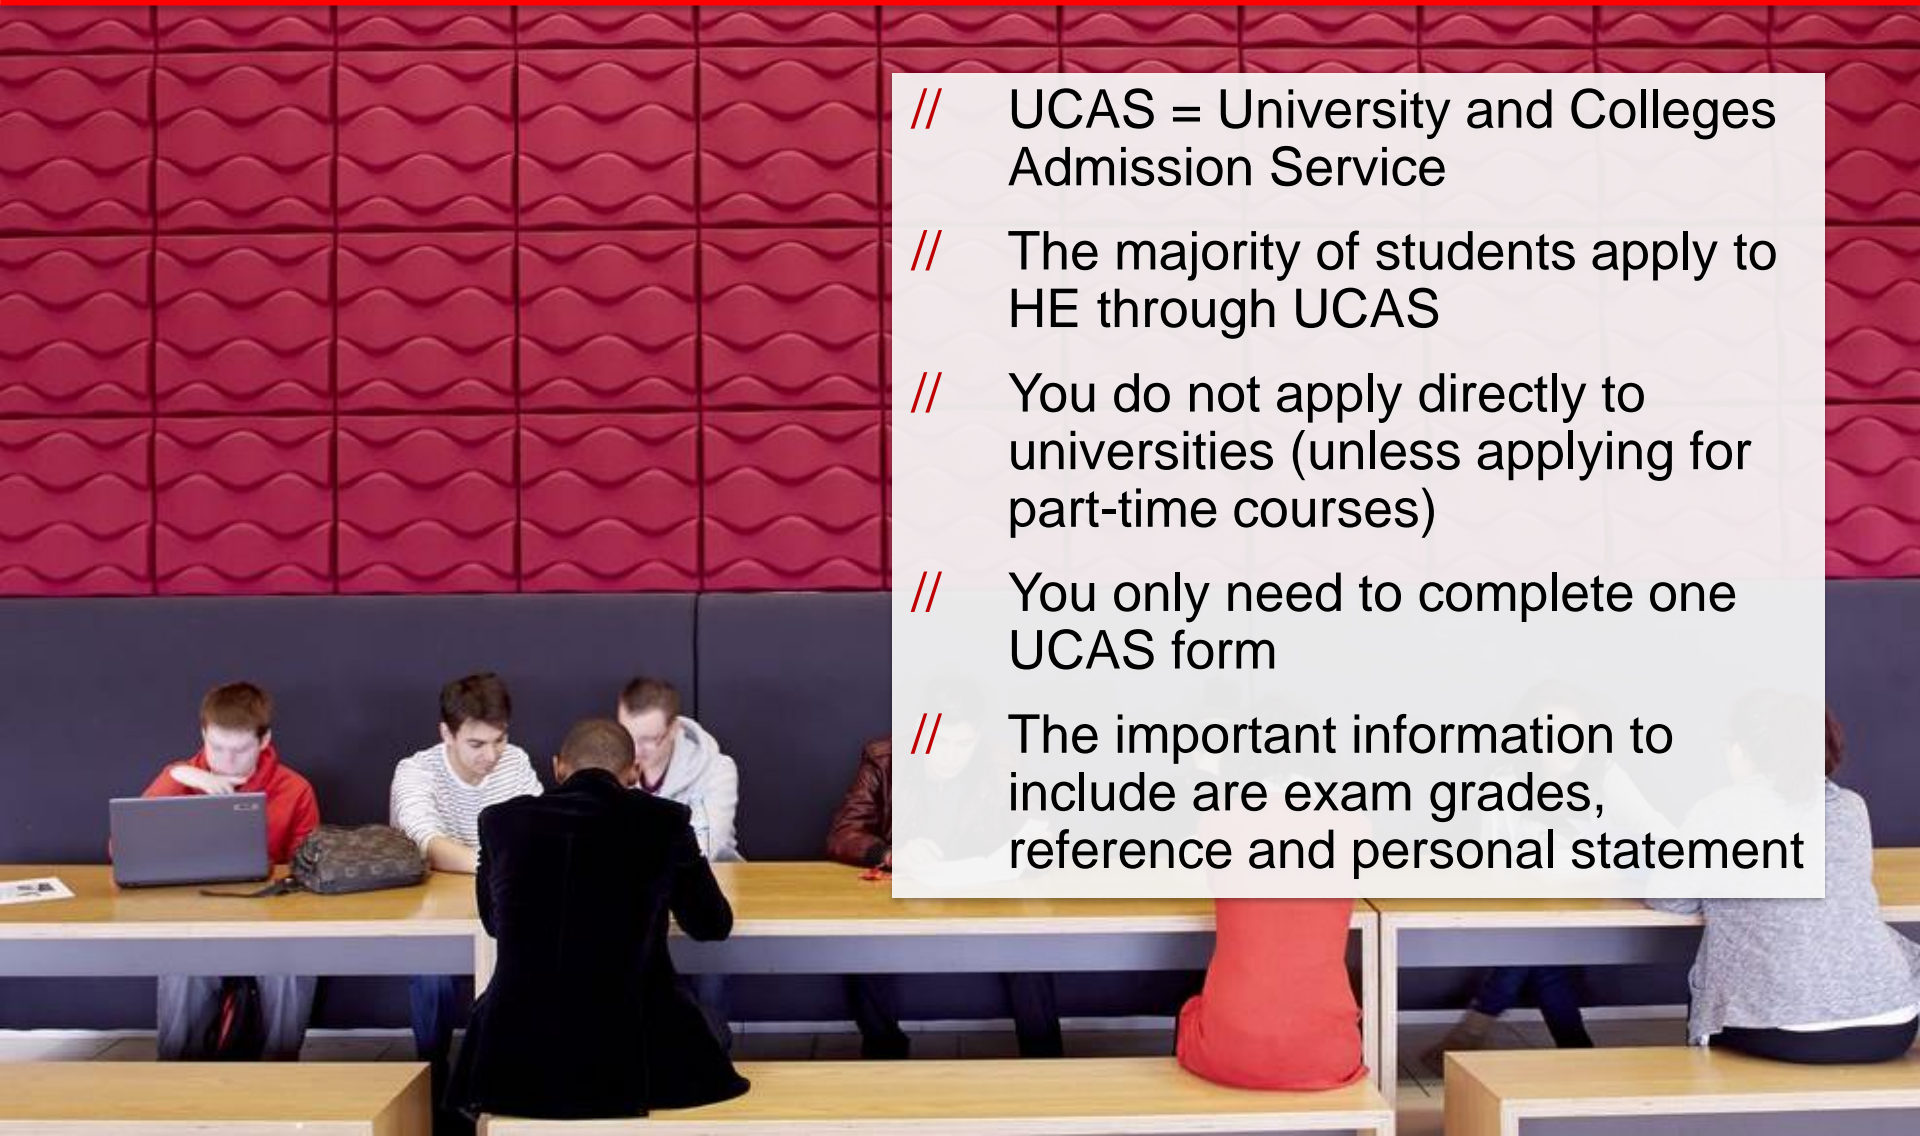 // UCAS = University and Colleges
Admission Service
// The majority of students apply to
HE through UCAS
// You do not apply directly to
universities (unless applying for
part-time courses)
// You only need to complete one
UCAS form
// The important information to
include are exam grades,
reference and personal statement